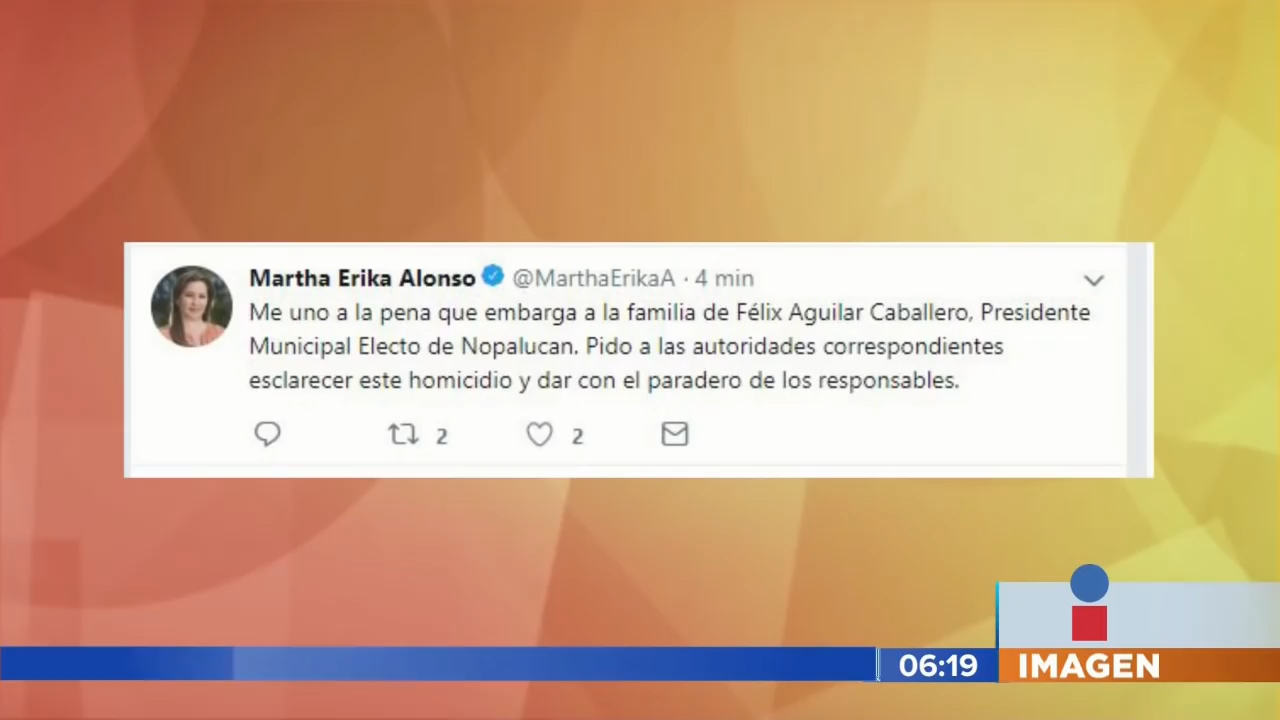 Martha Erika Alonso @MarthaErikaA · 4 min
Me uno a la pena que embarga a la familia de Félix Aguilar Caballero, Presidente
Municipal Electo de Nopalucan. Pido a las autoridades correspondientes
esclarecer este homicidio y dar con el paradero de los responsables.
2 2
06:19 IMAGEN